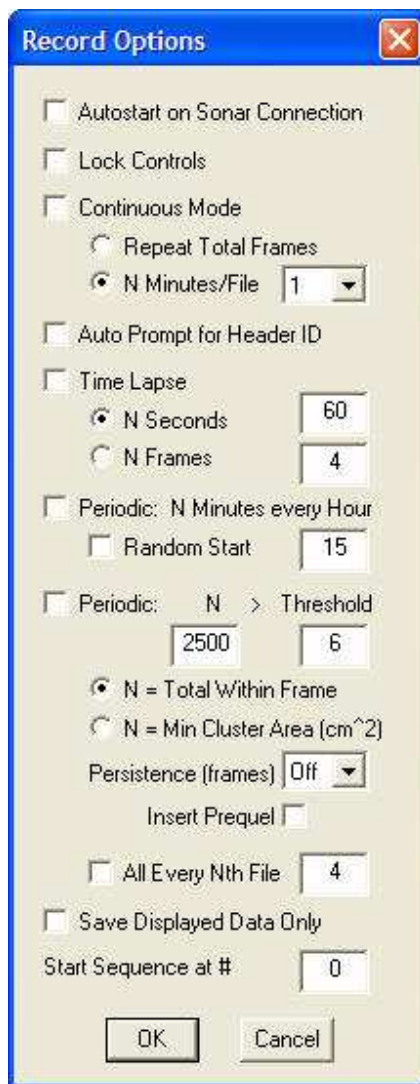 Record Options
Autostart on Sonar Connection
Lock Controls
Continuous Mode
Repeat Total Frames
N Minutes/File 1
Auto Prompt for Header ID
Time Lapse
N Seconds 60
N Frames 4
Periodic: N Minutes every Hour
Random Start 15
Periodic: N > Threshold
2500 6
N = Total Within Frame
N = Min Cluster Area (cm^2)
Persistence (frames) Off
Insert Prequel
All Every Nth File 4
Save Displayed Data Only
Start Sequence at # 0
OK Cancel